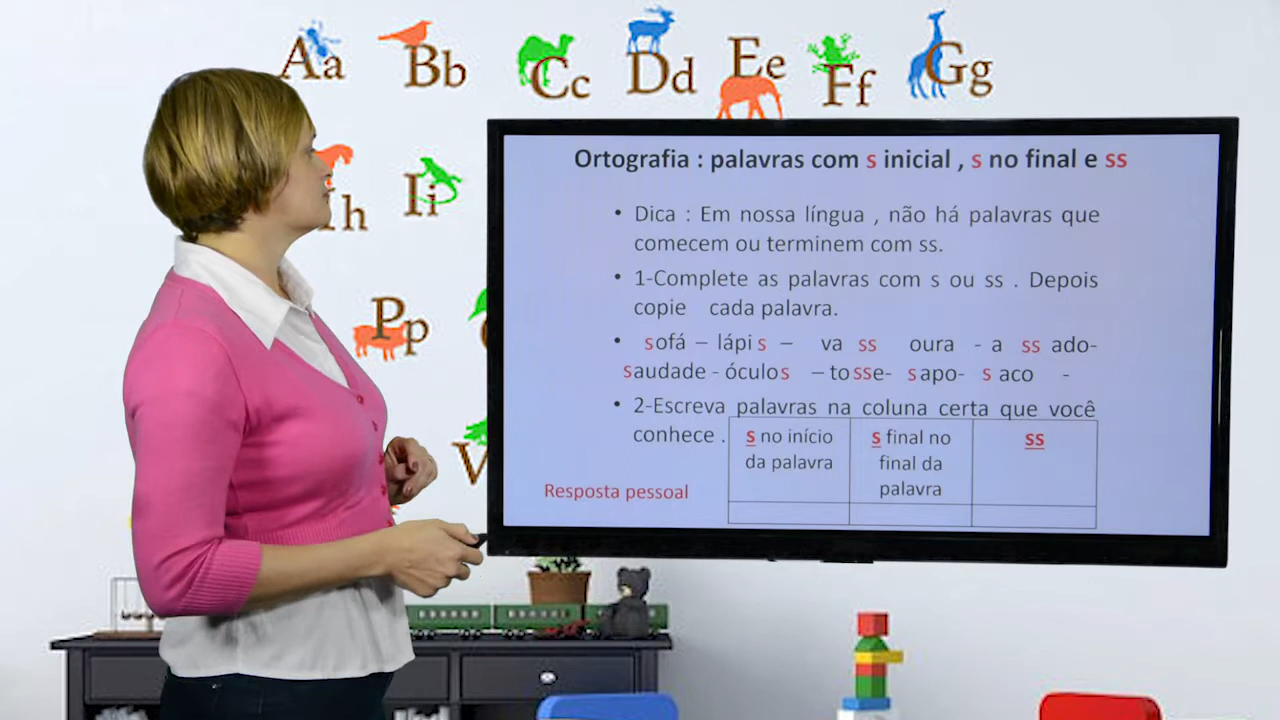 Aa Bb Cc Dd Ee Ff Gg
h Ii
Pp
V
Ortografia : palavras com s inicial , s no final e ss
• Dica : Em nossa língua , não há palavras que
comecem ou terminem com ss.
• 1-Complete as palavras com s ou ss . Depois
copie cada palavra.
• sofá – lápi s – va ss oura - a ss ado-
saudade - óculos – tosse- sapo- s aco -
• 2-Escreva palavras na coluna certa que você
conhece .
s no início
da palavra
s final no
final da
palavra
ss
Resposta pessoal